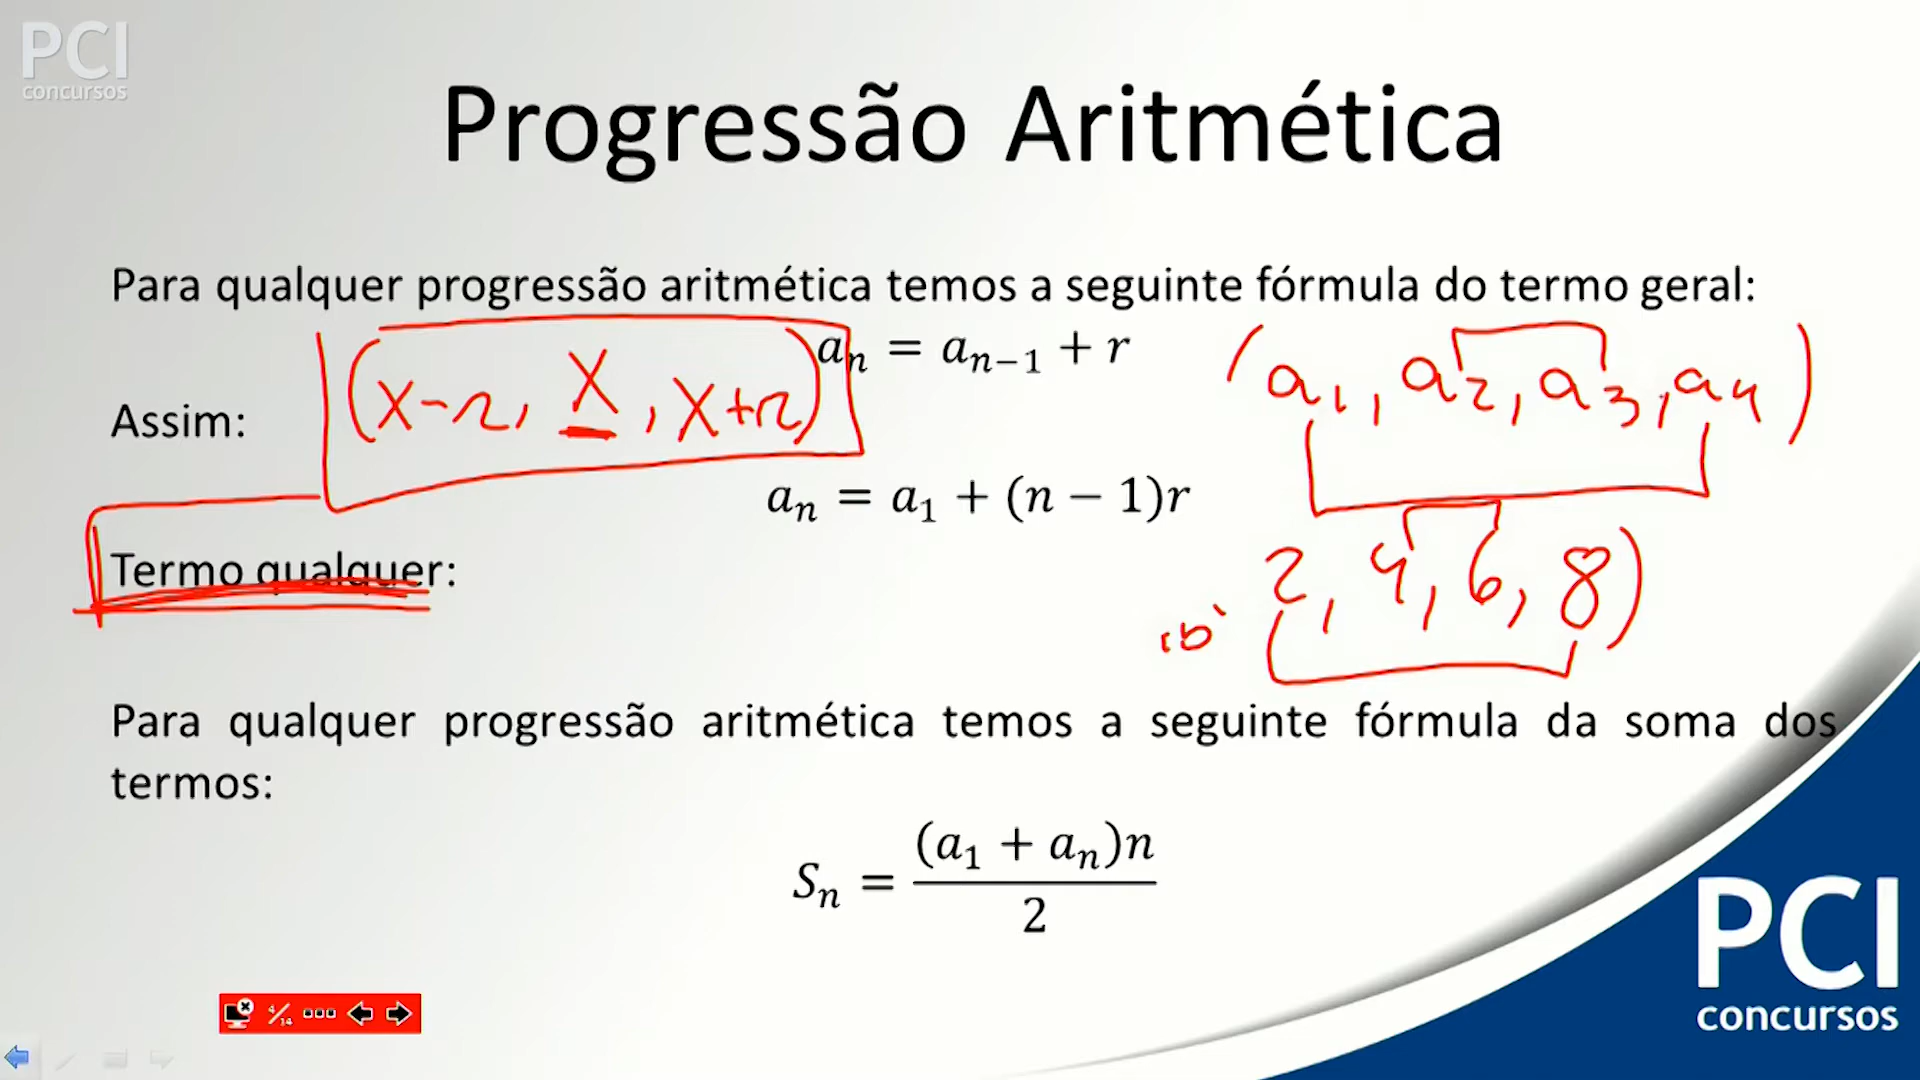 PCI
concursos
Progressão Aritmética
Para qualquer progressão aritmética temos a seguinte fórmula do termo geral:
aₙ = aₙ₋₁ + r
(x-r, x, x+r)
(a₁, a₂, a₃, a₄)
Assim:
aₙ = a₁ + (n − 1)r
Termo qualquer:
2, 4, 6, 8)
Para qualquer progressão aritmética temos a seguinte fórmula da soma dos
termos:
Sₙ = (a₁ + aₙ)n / 2
PCI
concursos
4/14